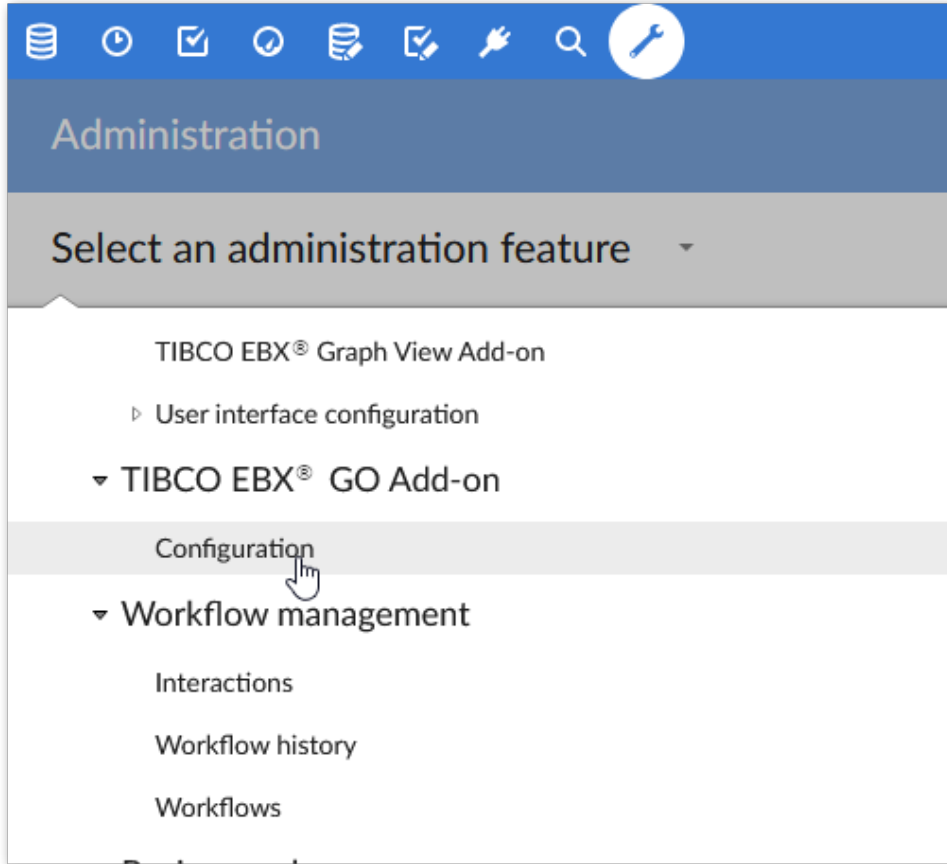 Administration
Select an administration feature
TIBCO EBX® Graph View Add-on
User interface configuration
TIBCO EBX® GO Add-on
Configuration
Workflow management
Interactions
Workflow history
Workflows